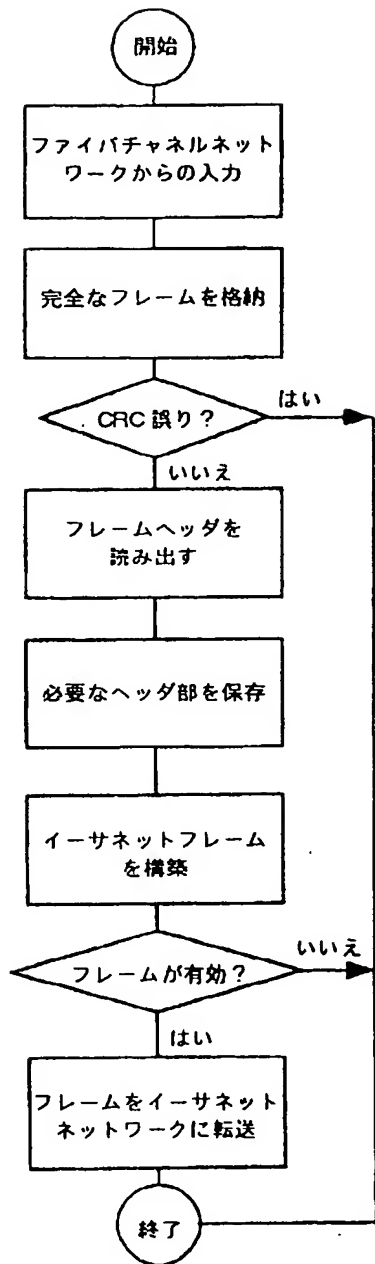 開始
ファイバチャネルネット
ワークからの入力
完全なフレームを格納
CRC 誤り?
はい
いいえ
フレームヘッダを
読み出す
必要なヘッダ部を保存
イーサネットフレーム
を構築
いいえ
フレームが有効?
はい
フレームをイーサネット
ネットワークに転送
終了